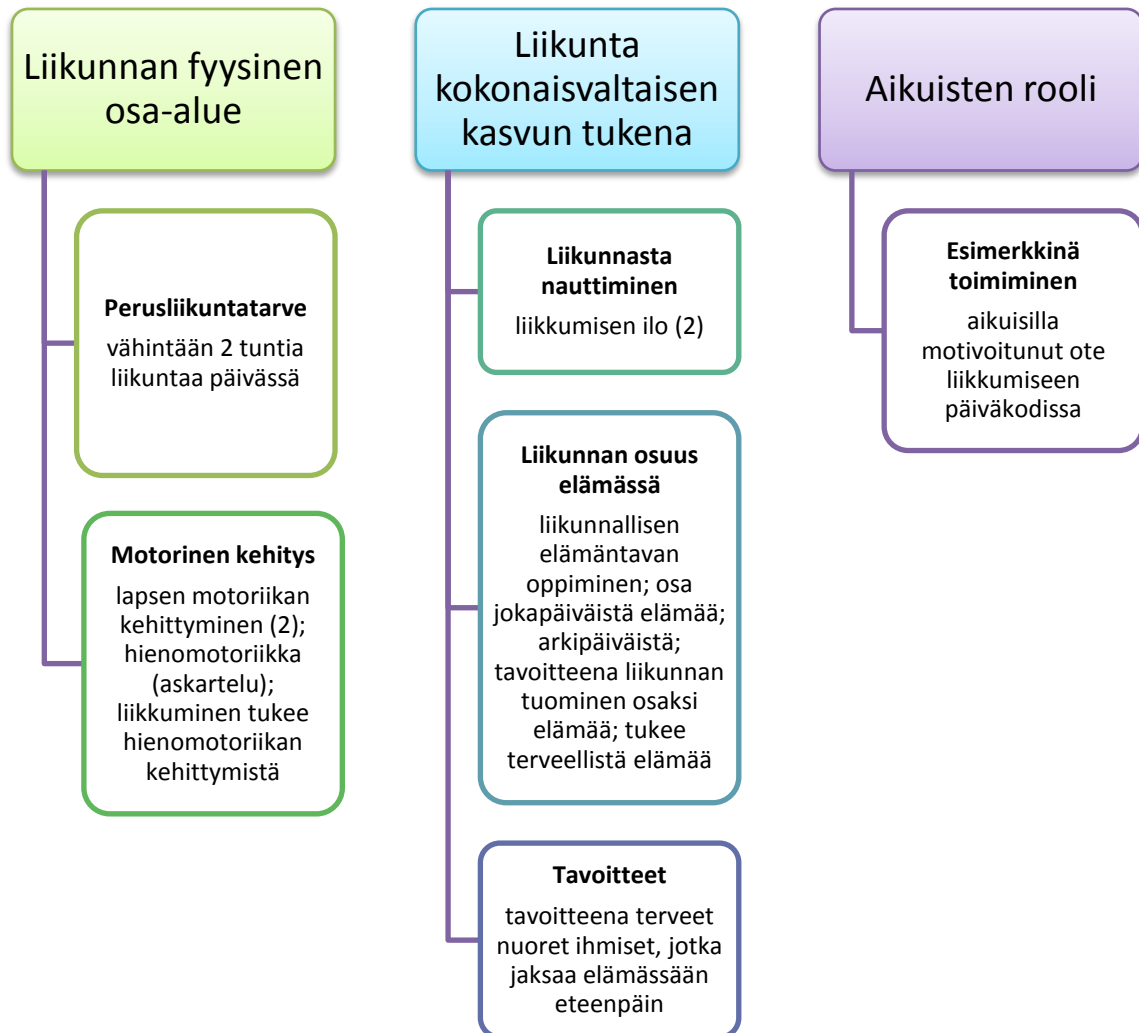 Liikunnan fyysinen
osa-alue
Perusliikuntatarve
vähintään 2 tuntia
liikuntaa päivässä
Motorinen kehitys
lapsen motoriikan
kehittyminen (2);
hienomotoriikka
(askartelu);
liikkuminen tukee
hienomotoriikan
kehittymistä
Liikunta
kokonaisvaltaisen
kasvun tukena
Liikunnasta
nauttiminen
liikkumisen ilo (2)
Liikunnan osuus
elämässä
liikunnallisen
elämäntavan
oppiminen; osa
jokapäiväistä elämää;
arkipäiväistä;
tavoitteena liikunnan
tuominen osaksi
elämää; tukee
terveellistä elämää
Tavoitteet
tavoitteena terveet
nuoret ihmiset, jotka
jaksaa elämässään
eteenpäin
Aikuisten rooli
Esimerkkinä
toimiminen
aikuisilla
motivoitunut ote
liikkumiseen
päiväkodissa